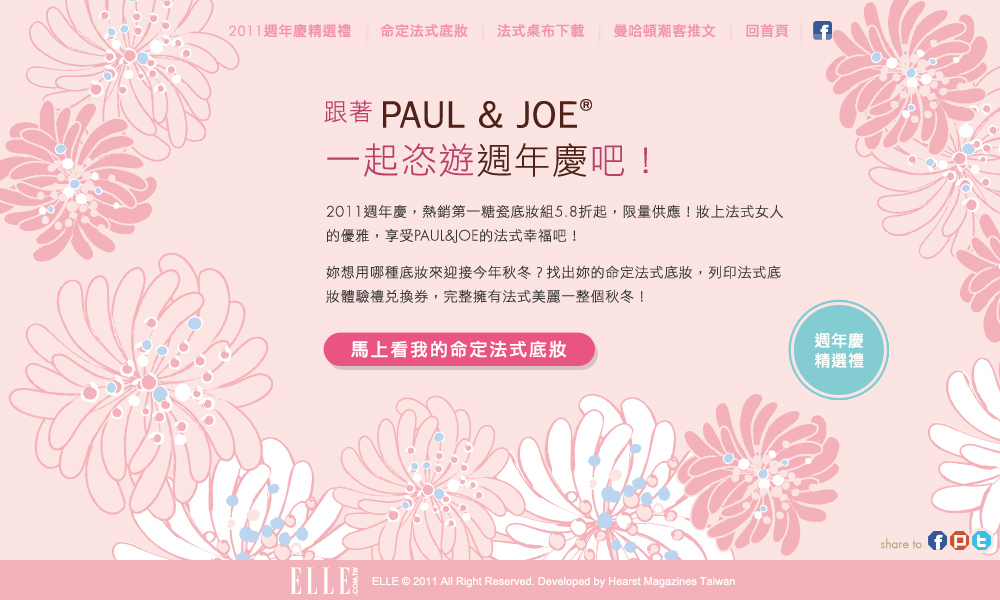 2011週年慶精選禮 命定法式底妝 法式桌布下載 曼哈頓潮客推文 回首頁
跟著 PAUL & JOE®
一起恣遊週年慶吧！
2011週年慶，熱銷第一糖瓷底妝組5.8折起，限量供應！妝上法式女人
的優雅，享受PAUL&JOE的法式幸福吧！
妳想用哪種底妝來迎接今年秋冬？找出妳的命定法式底妝，列印法式底
妝體驗禮兌換券，完整擁有法式美麗一整個秋冬！
馬上看我的命定法式底妝
週年慶
精選禮
share to
ELLE.COM.TW ELLE © 2011 All Right Reserved. Developed by Hearst Magazines Taiwan